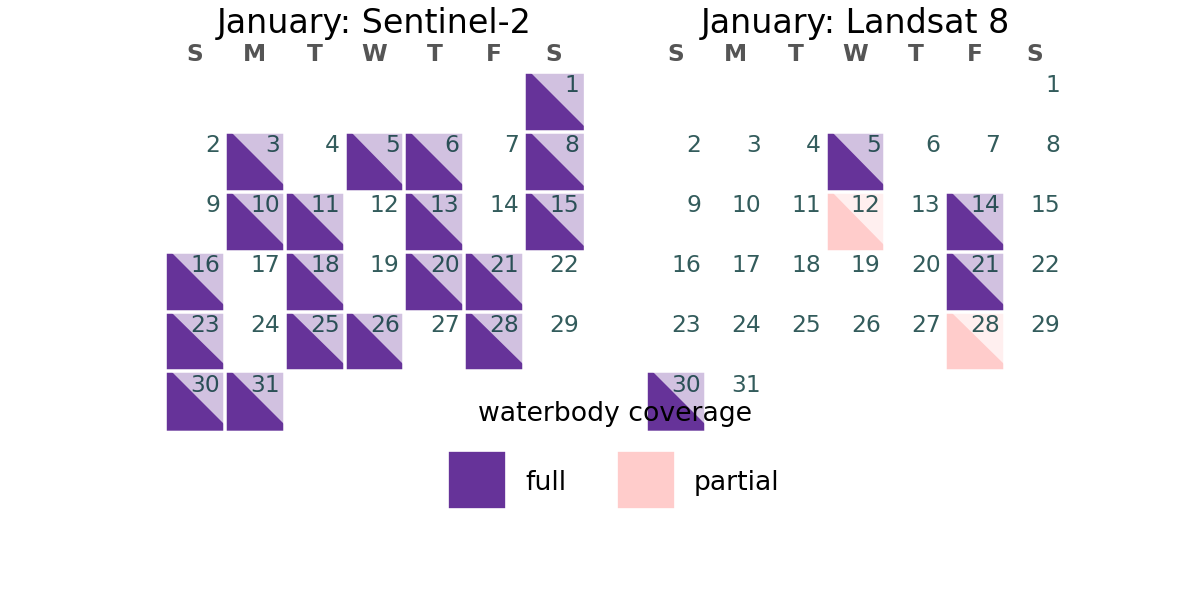 January: Sentinel-2
S M T W T F S
1
2 3 4 5 6 7 8
9 10 11 12 13 14 15
16 17 18 19 20 21 22
23 24 25 26 27 28 29
30 31
January: Landsat 8
S M T W T F S
1
2 3 4 5 6 7 8
9 10 11 12 13 14 15
16 17 18 19 20 21 22
23 24 25 26 27 28 29
30 31
waterbody coverage
full partial